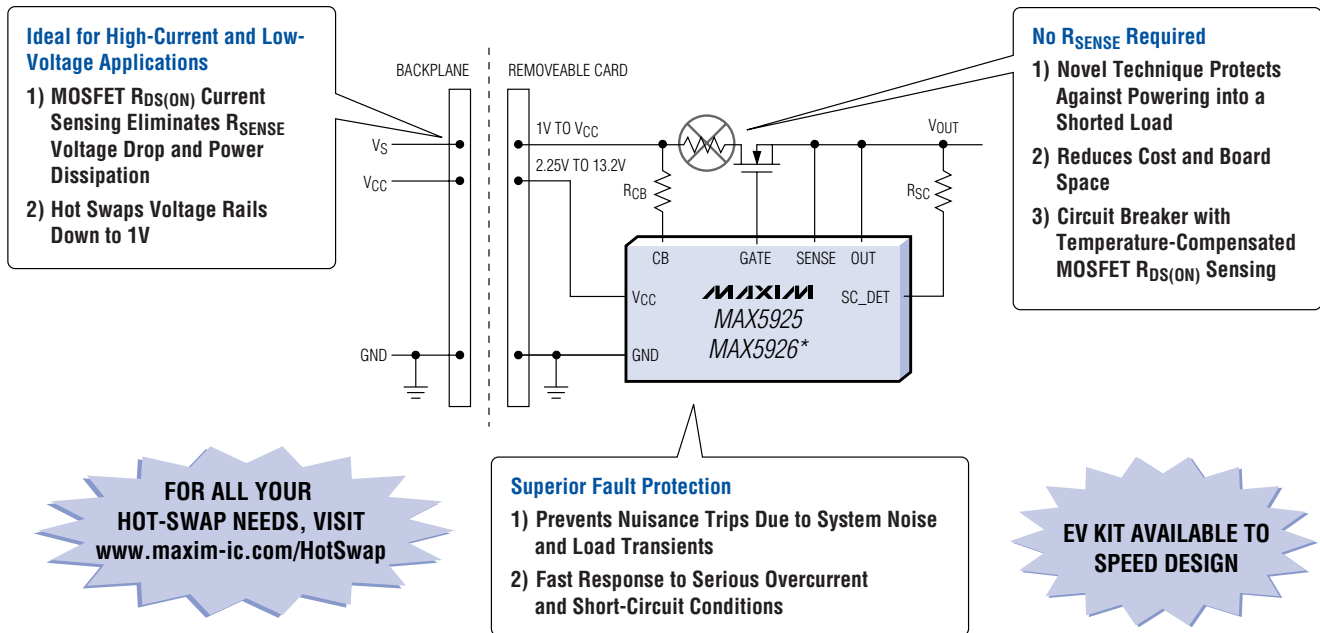 Ideal for High-Current and Low-
Voltage Applications
1) MOSFET RDS(ON) Current
Sensing Eliminates RSENSE
Voltage Drop and Power
Dissipation
2) Hot Swaps Voltage Rails
Down to 1V
BACKPLANE
REMOVEABLE CARD
VS
VCC
GND
1V TO VCC
2.25V TO 13.2V
RCB
VOUT
RSC
CB
GATE
SENSE
OUT
VCC
MAXIM
SC_DET
MAX5925
MAX5926*
GND
No RSENSE Required
1) Novel Technique Protects
Against Powering into a
Shorted Load
2) Reduces Cost and Board
Space
3) Circuit Breaker with
Temperature-Compensated
MOSFET RDS(ON) Sensing
FOR ALL YOUR
HOT-SWAP NEEDS, VISIT
www.maxim-ic.com/HotSwap
Superior Fault Protection
1) Prevents Nuisance Trips Due to System Noise
and Load Transients
2) Fast Response to Serious Overcurrent
and Short-Circuit Conditions
EV KIT AVAILABLE TO
SPEED DESIGN